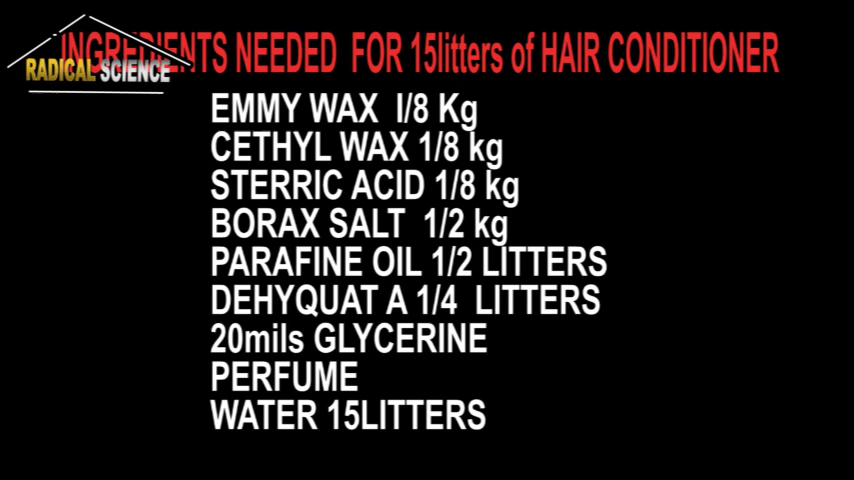 INGREDIENTS NEEDED FOR 15litters of HAIR CONDITIONER
RADICAL SCIENCE
EMMY WAX I/8 Kg
CETHYL WAX 1/8 kg
STERRIC ACID 1/8 kg
BORAX SALT 1/2 kg
PARAFINE OIL 1/2 LITTERS
DEHYQUAT A 1/4 LITTERS
20mils GLYCERINE
PERFUME
WATER 15LITTERS